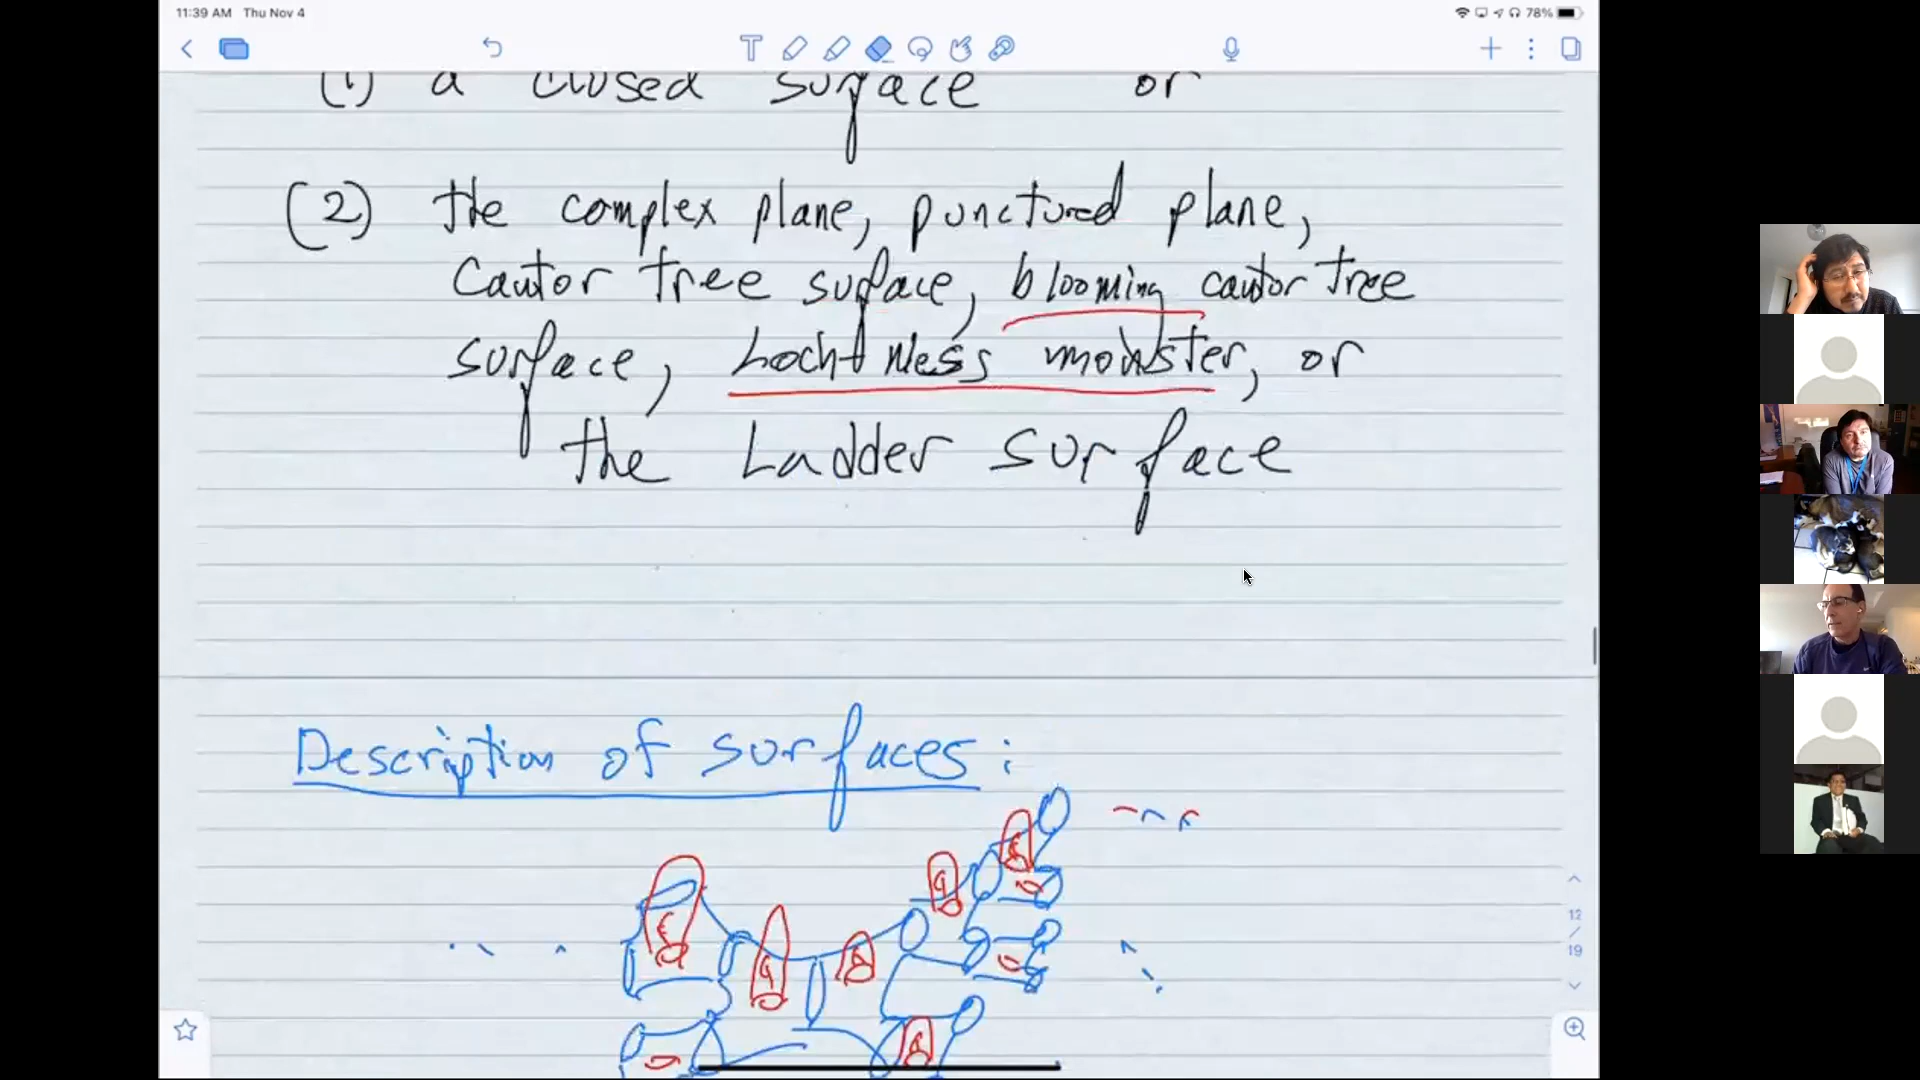 11:39 AM Thu Nov 4
78%
(1) a closed surface or
(2) the complex plane, punctured plane,
Cantor tree surface, blooming cantor tree
surface, Locht Ness monster, or
the Ladder surface
Description of surfaces:
12
/
19